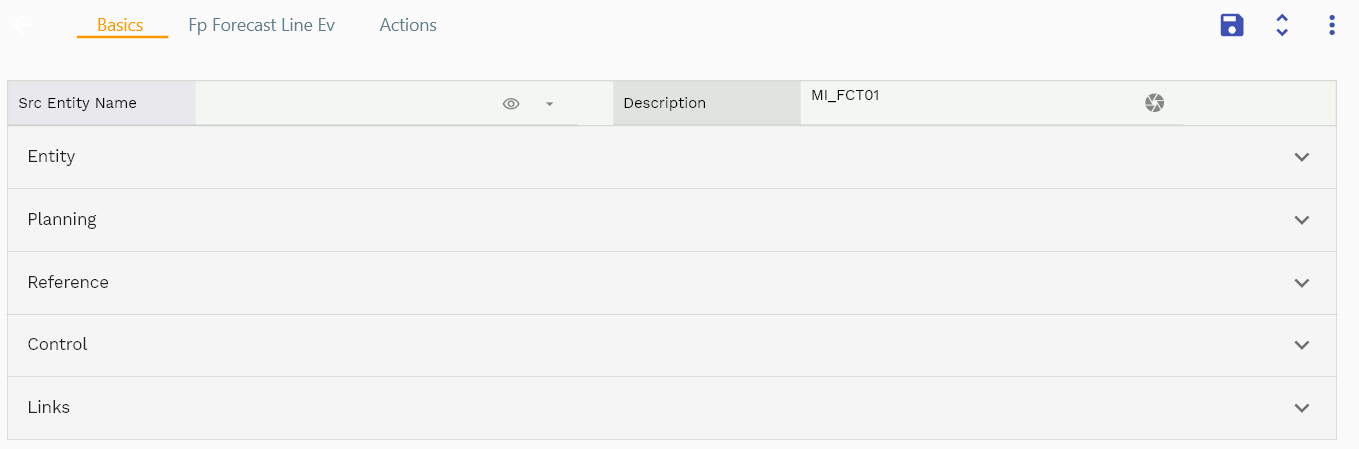 Basics Fp Forecast Line Ev Actions
Src Entity Name Description MI_FCT01
Entity
Planning
Reference
Control
Links